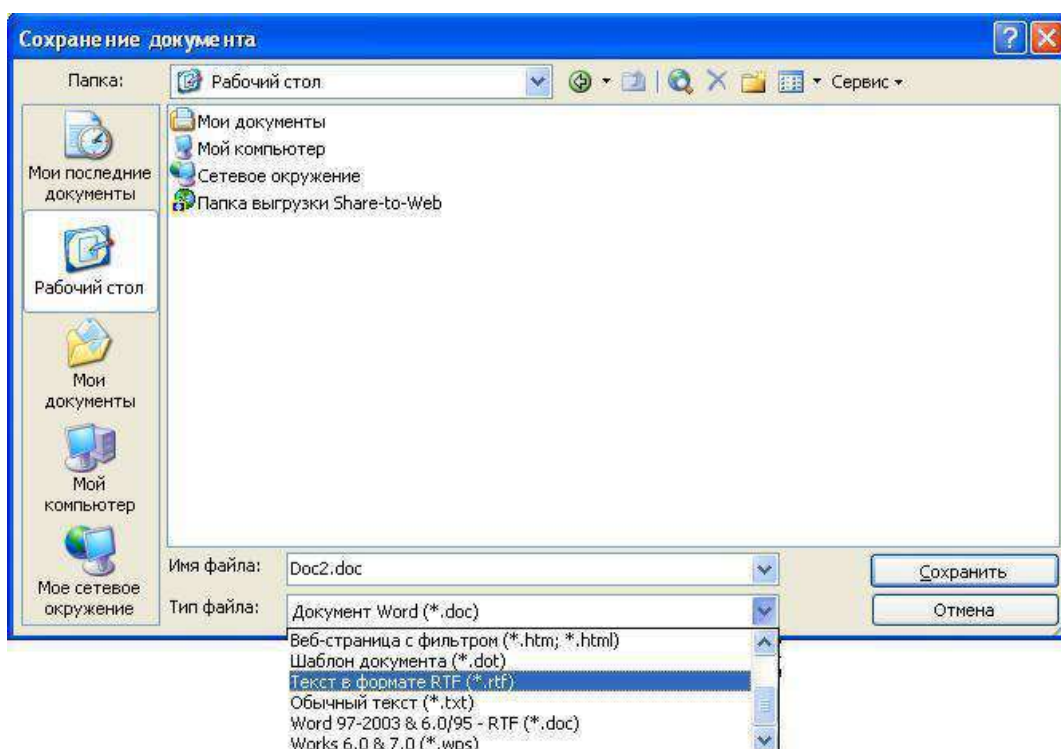 Сохранение документа
Папка:
Рабочий стол
Сервис
Мои последние
документы
Рабочий стол
Мои
документы
Мой
компьютер
Мое сетевое
окружение
Мои документы
Мой компьютер
Сетевое окружение
Папка выгрузки Share-to-Web
Имя файла:
Doc2.doc
Сохранить
Тип файла:
Документ Word (*.doc)
Отмена
Веб-страница с фильтром (*.htm; *.html)
Шаблон документа (*.dot)
Текст в формате RTF (*.rtf)
Обычный текст (*.txt)
Word 97-2003 & 6.0/95 - RTF (*.doc)
Works 6.0 & 7.0 (*.wps)